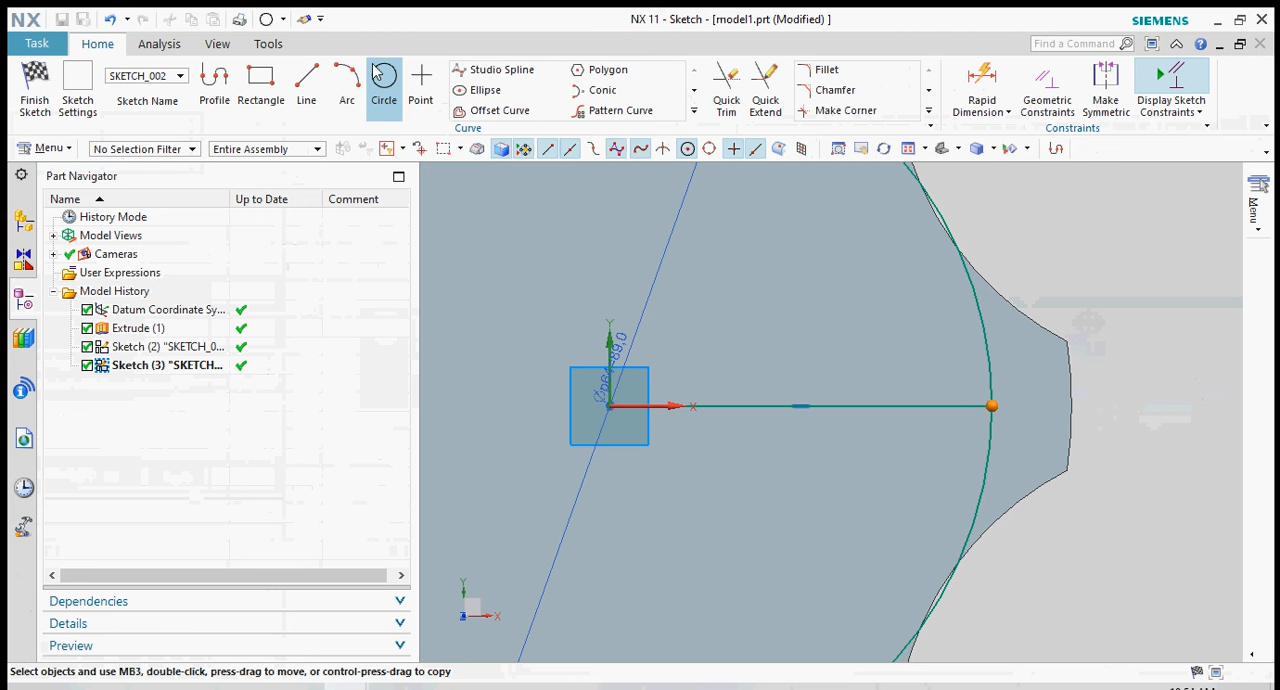 NX
NX 11 - Sketch - [model1.prt (Modified) ]
SIEMENS
Task
Home
Analysis
View
Tools
Find a Command
Finish Sketch
Sketch Settings
SKETCH_002
Sketch Name
Profile
Rectangle
Line
Arc
Circle
Point
Studio Spline
Ellipse
Offset Curve
Polygon
Conic
Pattern Curve
Quick Trim
Quick Extend
Fillet
Chamfer
Make Corner
Curve
Rapid Dimension
Geometric Constraints
Make Symmetric
Display Sketch Constraints
Constraints
Menu
No Selection Filter
Entire Assembly
Part Navigator
Name
Up to Date
Comment
History Mode
Model Views
Cameras
User Expressions
Model History
Datum Coordinate Sy...
Extrude (1)
Sketch (2) "SKETCH_0...
Sketch (3) "SKETCH...
Dependencies
Details
Preview
Y
X
Y
X
Menu
Select objects and use MB3, double-click, press-drag to move, or control-press-drag to copy